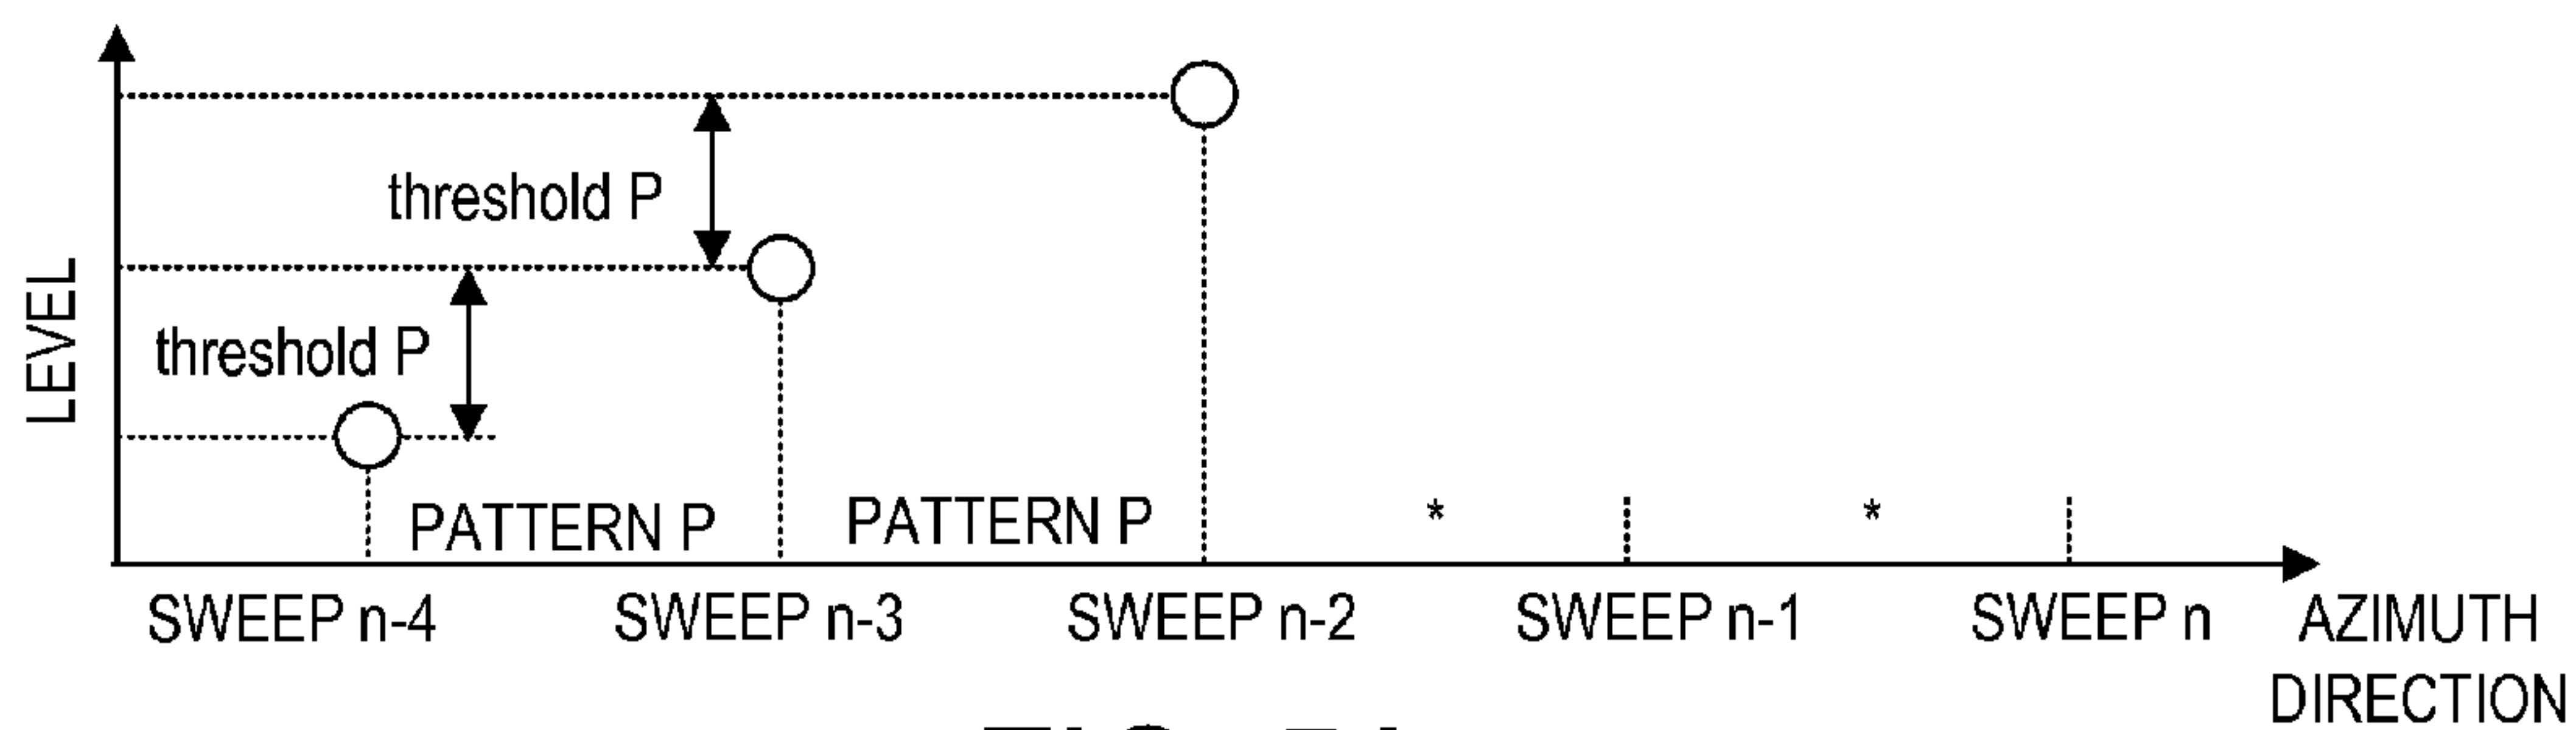 threshold P
LEVEL
threshold P
PATTERN P PATTERN P * *
SWEEP n-4 SWEEP n-3 SWEEP n-2 SWEEP n-1 SWEEP n AZIMUTH
DIRECTION